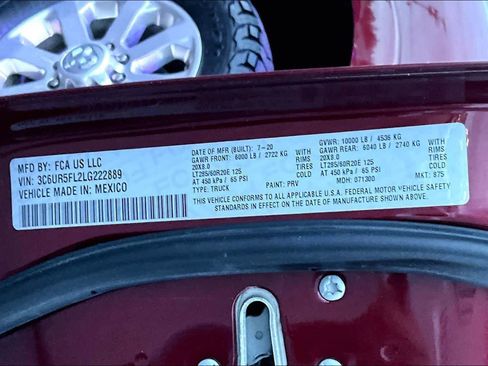 MFD BY: FCA US LLC
VIN: 3C6UR5FL2LG222889
VEHICLE MADE IN: MEXICO
DATE OF MFR (BUILT): 7-20
GAWR FRONT: 6000 LB / 2722 KG
WITH
20X8.0 RIMS
LT285/60R20E 125 TIRES
AT 450 kPa / 65 PSI COLD
TYPE: TRUCK
PAINT: PRV
GVWR: 10000 LB / 4536 KG
GAWR REAR: 6040 LB / 2740 KG
WITH
20X8.0 RIMS
LT285/60R20E 125 TIRES
AT 450 kPa / 65 PSI COLD
MDH: 071300
MKT: 875
THIS VEHICLE CONFORMS TO ALL APPLICABLE U.S.A. FEDERAL MOTOR VEHICLE SAFETY
STANDARDS IN EFFECT ON THE DATE OF MANUFACTURE SHOWN ABOVE.